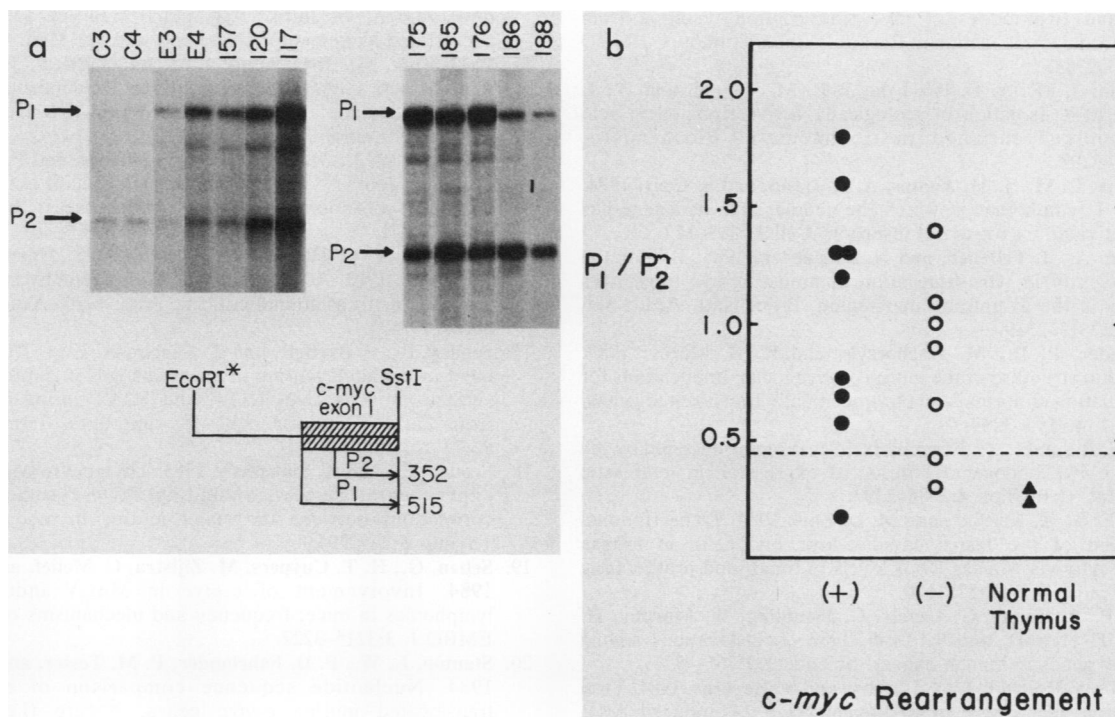 a
C3 C4 E3 E4 157 120 117
175 185 176 186 188
P1
P2
P1
P2
EcoRI*
c-myc
exon i
SstI
P2
352
P1
515
b
2.0
1.5
P1/P2
1.0
0.5
(+) (−) Normal
Thymus
c-myc Rearrangement